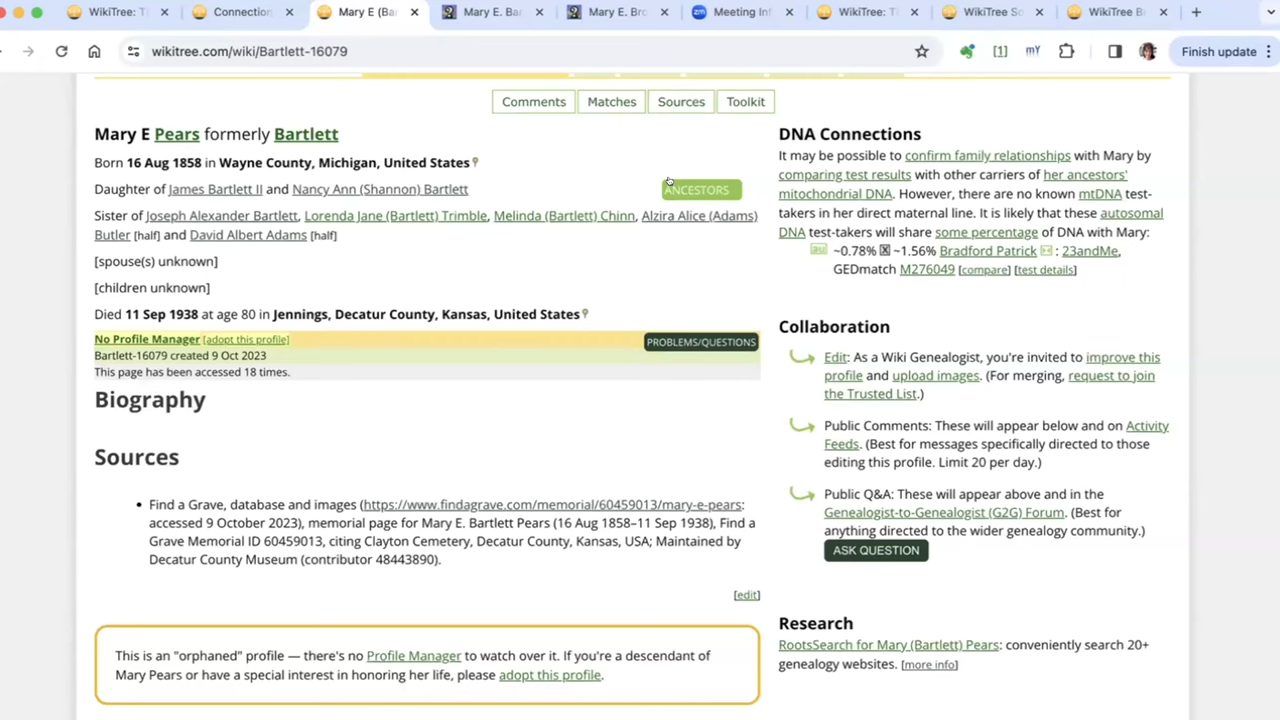 WikiTree: T
Connection
Mary E (Ba
Mary E. Bar
Mary E. Bro
Meeting Inf
WikiTree: T
WikiTree So
WikiTree B
wikitree.com/wiki/Bartlett-16079
[1]
mY
Finish update
Comments
Matches
Sources
Toolkit
Mary E Pears formerly Bartlett
Born 16 Aug 1858 in Wayne County, Michigan, United States
Daughter of James Bartlett II and Nancy Ann (Shannon) Bartlett
ANCESTORS
Sister of Joseph Alexander Bartlett, Lorenda Jane (Bartlett) Trimble, Melinda (Bartlett) Chinn, Alzira Alice (Adams)
Butler [half] and David Albert Adams [half]
[spouse(s) unknown]
[children unknown]
Died 11 Sep 1938 at age 80 in Jennings, Decatur County, Kansas, United States
No Profile Manager [adopt this profile]
PROBLEMS/QUESTIONS
Bartlett-16079 created 9 Oct 2023
This page has been accessed 18 times.
Biography
Sources
• Find a Grave, database and images (https://www.findagrave.com/memorial/60459013/mary-e-pears:
accessed 9 October 2023), memorial page for Mary E. Bartlett Pears (16 Aug 1858–11 Sep 1938), Find a
Grave Memorial ID 60459013, citing Clayton Cemetery, Decatur County, Kansas, USA; Maintained by
Decatur County Museum (contributor 48443890).
[edit]
This is an "orphaned" profile — there's no Profile Manager to watch over it. If you're a descendant of
Mary Pears or have a special interest in honoring her life, please adopt this profile.
DNA Connections
It may be possible to confirm family relationships with Mary by
comparing test results with other carriers of her ancestors'
mitochondrial DNA. However, there are no known mtDNA test-
takers in her direct maternal line. It is likely that these autosomal
DNA test-takers will share some percentage of DNA with Mary:
au ~0.78% X ~1.56% Bradford Patrick : 23andMe,
GEDmatch M276049 [compare] [test details]
Collaboration
Edit: As a Wiki Genealogist, you're invited to improve this
profile and upload images. (For merging, request to join
the Trusted List.)
Public Comments: These will appear below and on Activity
Feeds. (Best for messages specifically directed to those
editing this profile. Limit 20 per day.)
Public Q&A: These will appear above and in the
Genealogist-to-Genealogist (G2G) Forum. (Best for
anything directed to the wider genealogy community.)
ASK QUESTION
Research
RootsSearch for Mary (Bartlett) Pears: conveniently search 20+
genealogy websites. [more info]